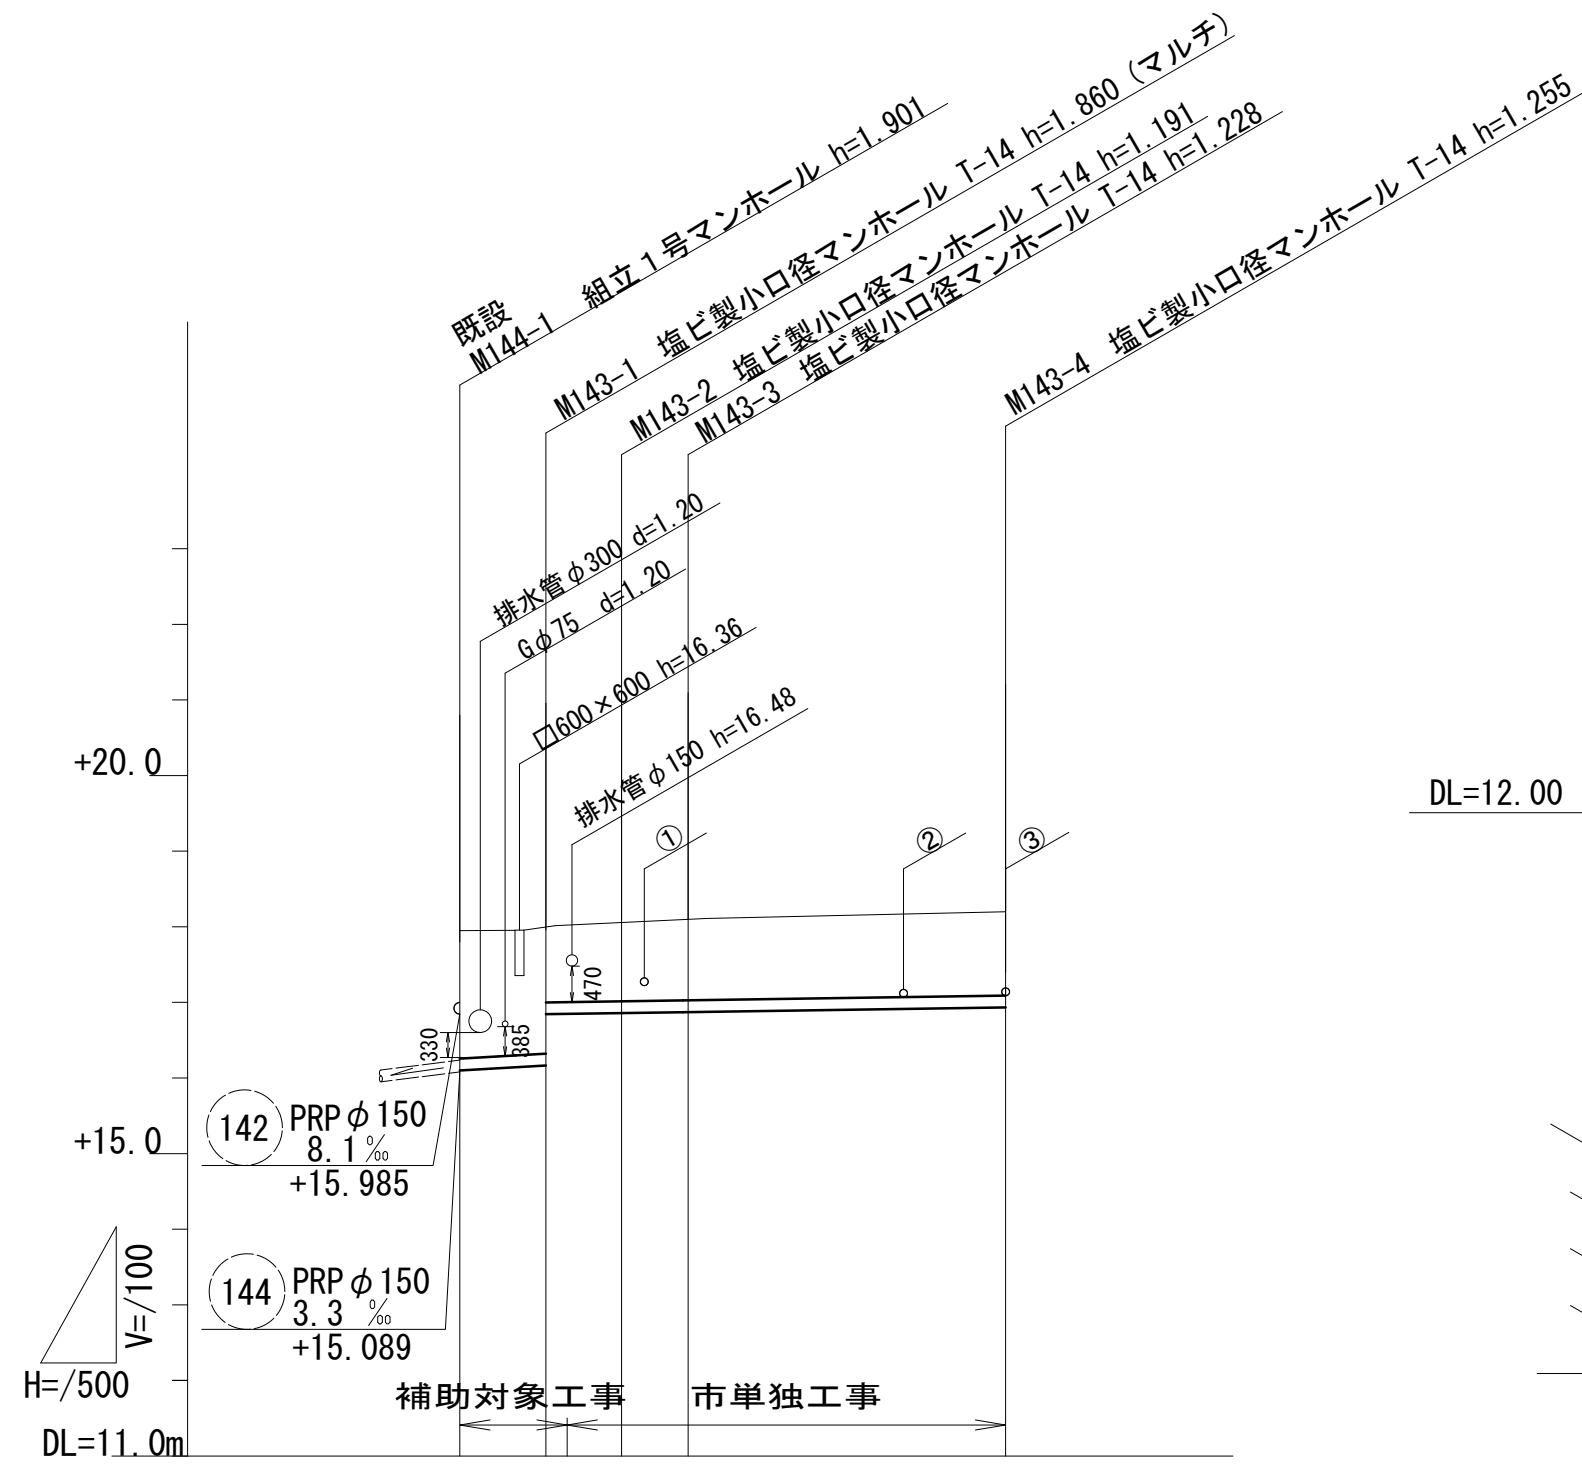 既設
M144-1 組立１号マンホール h=1.901
M143-1 塩ビ製小口径マンホール T-14 h=1.860 (マルチ)
M143-2 塩ビ製小口径マンホール T-14 h=1.191
M143-3 塩ビ製小口径マンホール T-14 h=1.228
M143-4 塩ビ製小口径マンホール T-14 h=1.255
排水管φ300 d=1.20
Gφ75 d=1.20
□600×600 h=16.36
排水管φ150 h=16.48
①
②
③
+20.0
DL=12.00
470
330
385
+15.0
142
PRPφ150
8.1‰
+15.985
144
PRPφ150
3.3 ‰
+15.089
V=/100
H=/500
補助対象工事
市単独工事
DL=11.0m